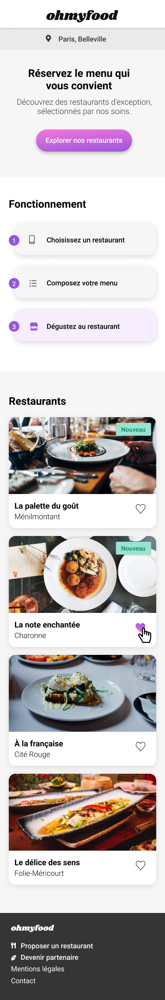 ohmyfood
Paris, Belleville
Réservez le menu qui
vous convient
Découvrez des restaurants d'exception,
sélectionnés par nos soins.
Explorer nos restaurants
Fonctionnement
1 Choisissez un restaurant
2 Composez votre menu
3 Dégustez au restaurant
Restaurants
Nouveau
La palette du goût
Ménilmontant
Nouveau
La note enchantée
Charonne
À la française
Cité Rouge
Le délice des sens
Folie-Méricourt
ohmyfood
Proposer un restaurant
Devenir partenaire
Mentions légales
Contact